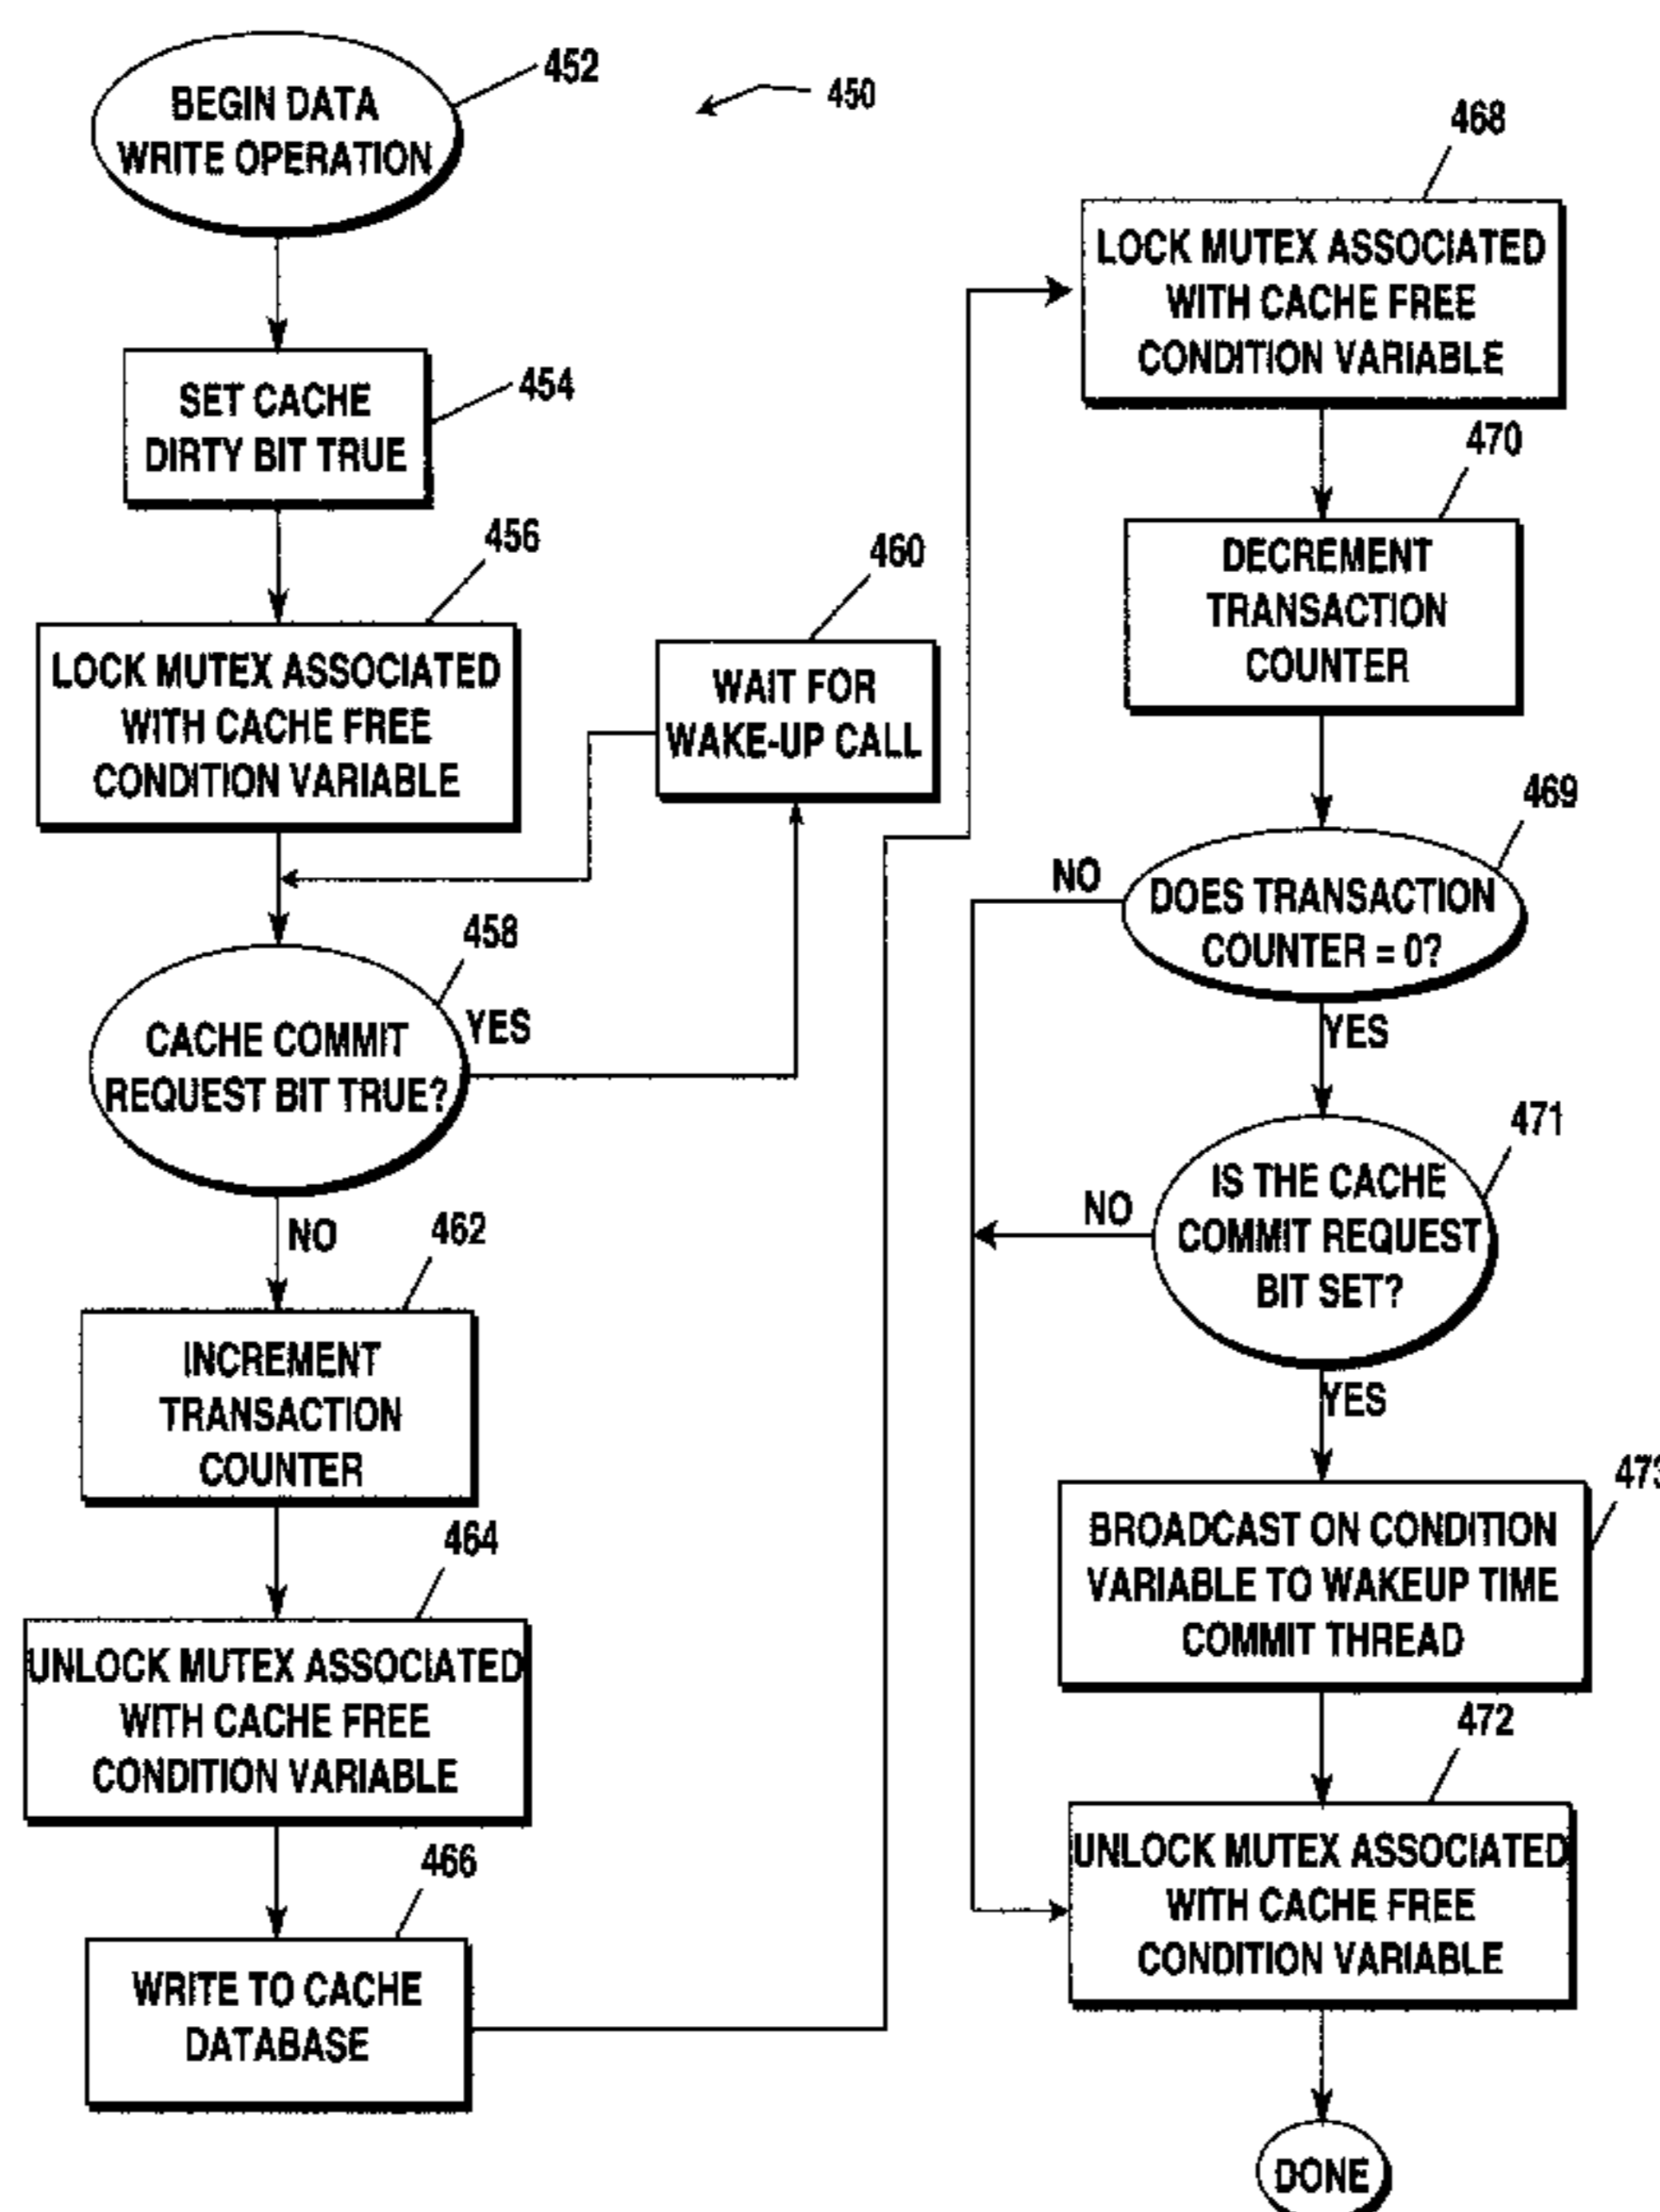 BEGIN DATA
WRITE OPERATION
452
450
SET CACHE
DIRTY BIT TRUE
454
456
LOCK MUTEX ASSOCIATED
WITH CACHE FREE
CONDITION VARIABLE
460
WAIT FOR
WAKE-UP CALL
458
CACHE COMMIT
REQUEST BIT TRUE?
YES
NO
462
INCREMENT
TRANSACTION
COUNTER
464
UNLOCK MUTEX ASSOCIATED
WITH CACHE FREE
CONDITION VARIABLE
466
WRITE TO CACHE
DATABASE
468
LOCK MUTEX ASSOCIATED
WITH CACHE FREE
CONDITION VARIABLE
470
DECREMENT
TRANSACTION
COUNTER
469
NO
DOES TRANSACTION
COUNTER = 0?
YES
471
NO
IS THE CACHE
COMMIT REQUEST
BIT SET?
YES
473
BROADCAST ON CONDITION
VARIABLE TO WAKEUP TIME
COMMIT THREAD
472
UNLOCK MUTEX ASSOCIATED
WITH CACHE FREE
CONDITION VARIABLE
DONE